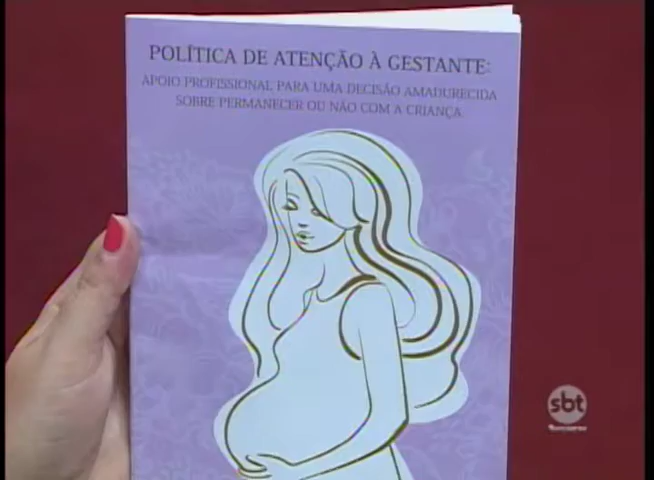 POLÍTICA DE ATENÇÃO À GESTANTE:
APOIO PROFISSIONAL PARA UMA DECISÃO AMADURECIDA
SOBRE PERMANECER OU NÃO COM A CRIANÇA
sbt